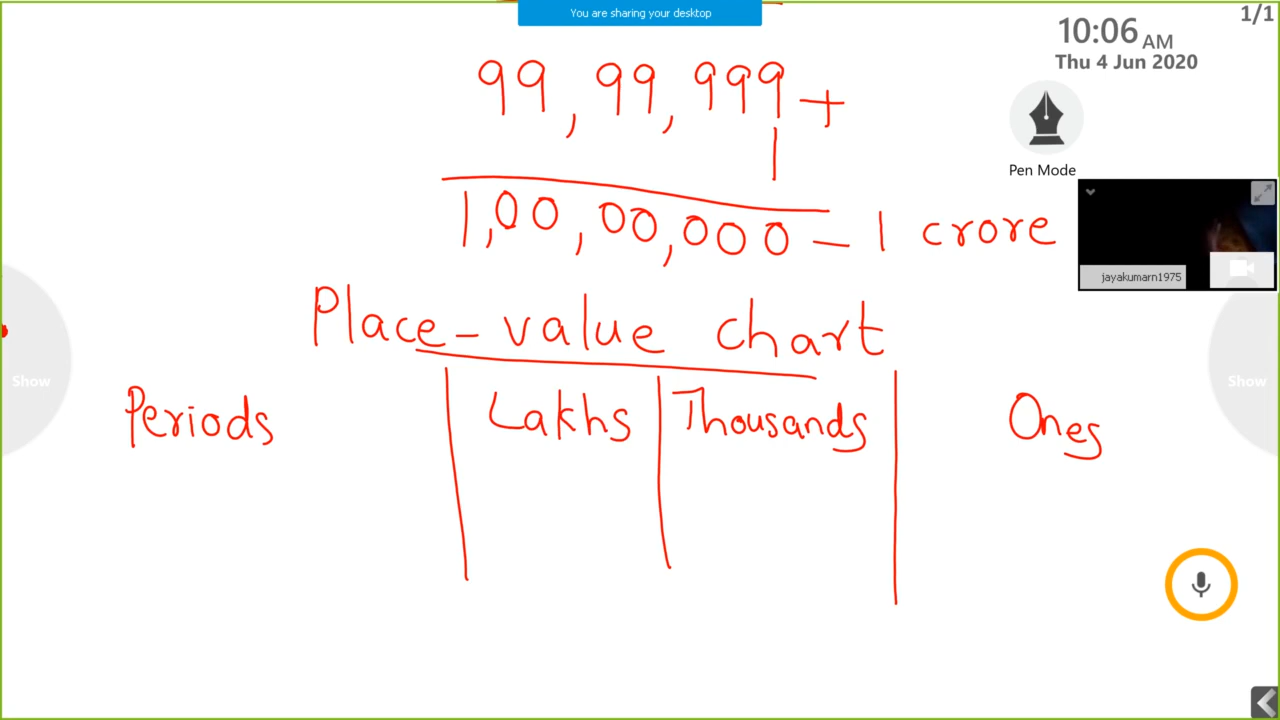 You are sharing your desktop
1/1
10:06 AM
Thu 4 Jun 2020
99,99,999 +
1
Pen Mode
1,00,00,000 – 1 crore
jayakumarn1975
Place-value chart
Show
Show
Periods Lakhs Thousands Ones